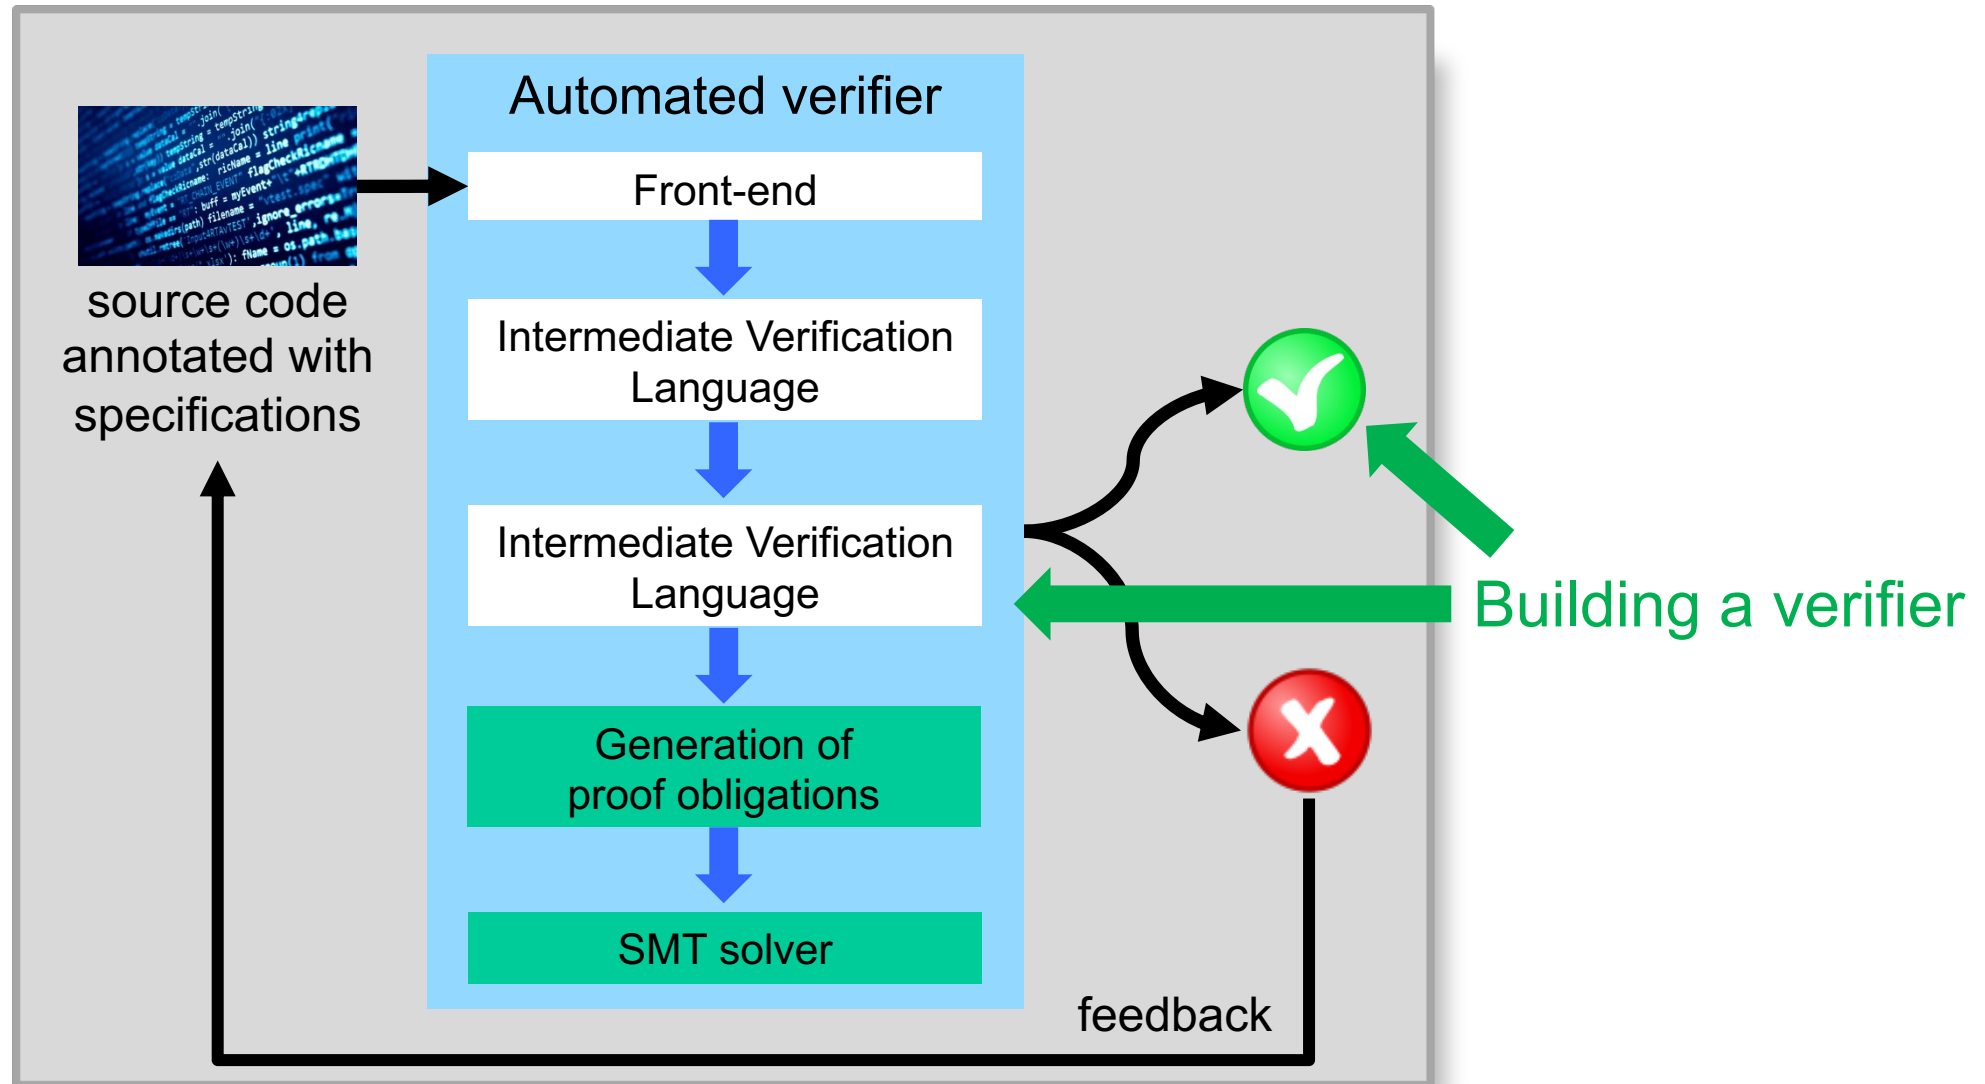 Automated verifier
Front-end
source code
annotated with
specifications
Intermediate Verification
Language
Intermediate Verification
Language
Generation of
proof obligations
SMT solver
feedback
Building a verifier